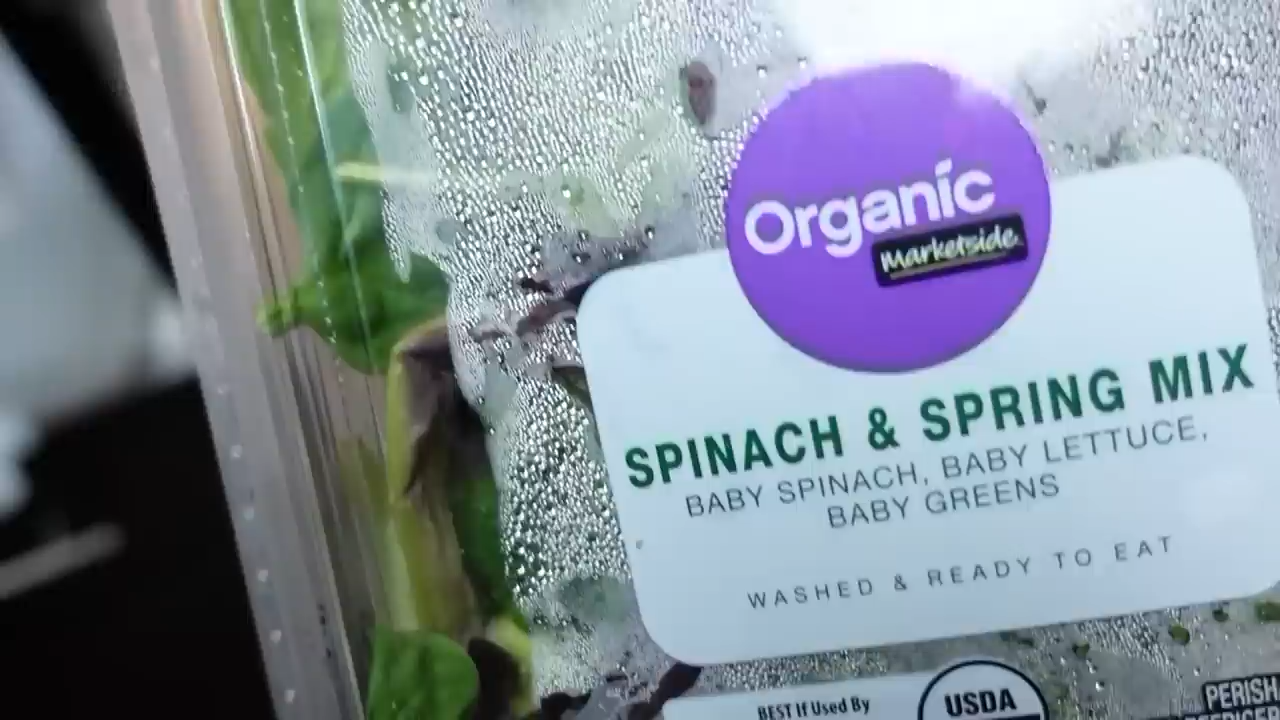 Organic
Marketside
SPINACH & SPRING MIX
BABY SPINACH, BABY LETTUCE,
BABY GREENS
WASHED & READY TO EAT
BEST If Used By
USDA